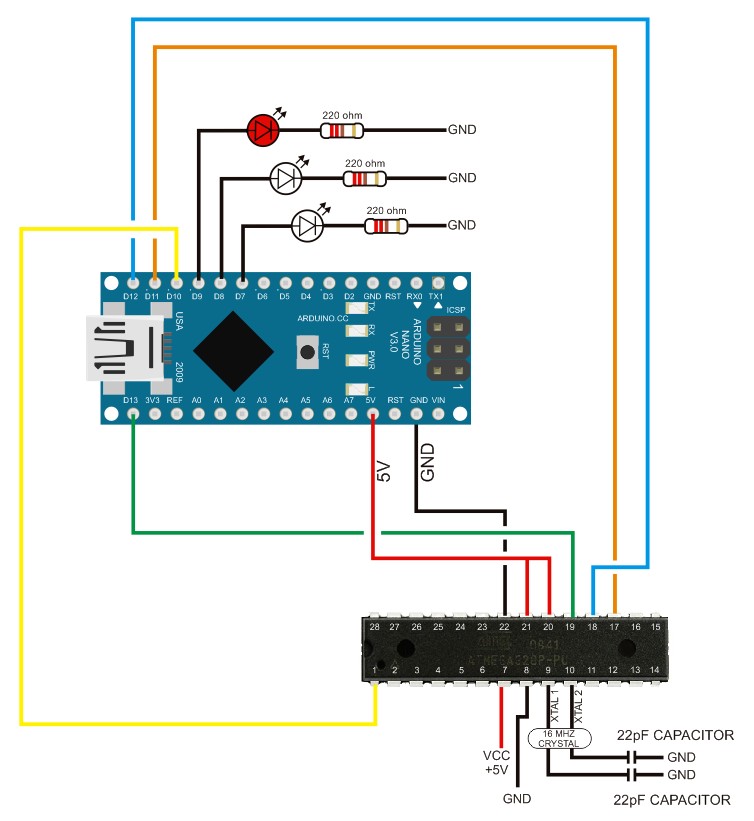 220 ohm
GND
220 ohm
GND
220 ohm
GND
D12 D11 D10 D9 D8 D7 D6 D5 D4 D3 D2 GND RST RX0 TX1
USA
2009
ARDUINO.CC
RST
TX
RX
PWR
L
ARDUINO
NANO
V3.0
ICSP
1
D13 3V3 REF A0 A1 A2 A3 A4 A5 A6 A7 5V RST GND VIN
5V
GND
28 27 26 25 24 23 22 21 20 19 18 17 16 15
0841
ATMEGA328P-PU
1 2 3 4 5 6 7 8 9 10 11 12 13 14
XTAL 1
XTAL 2
16 MHZ
CRYSTAL
VCC
+5V
GND
22pF CAPACITOR
GND
GND
22pF CAPACITOR